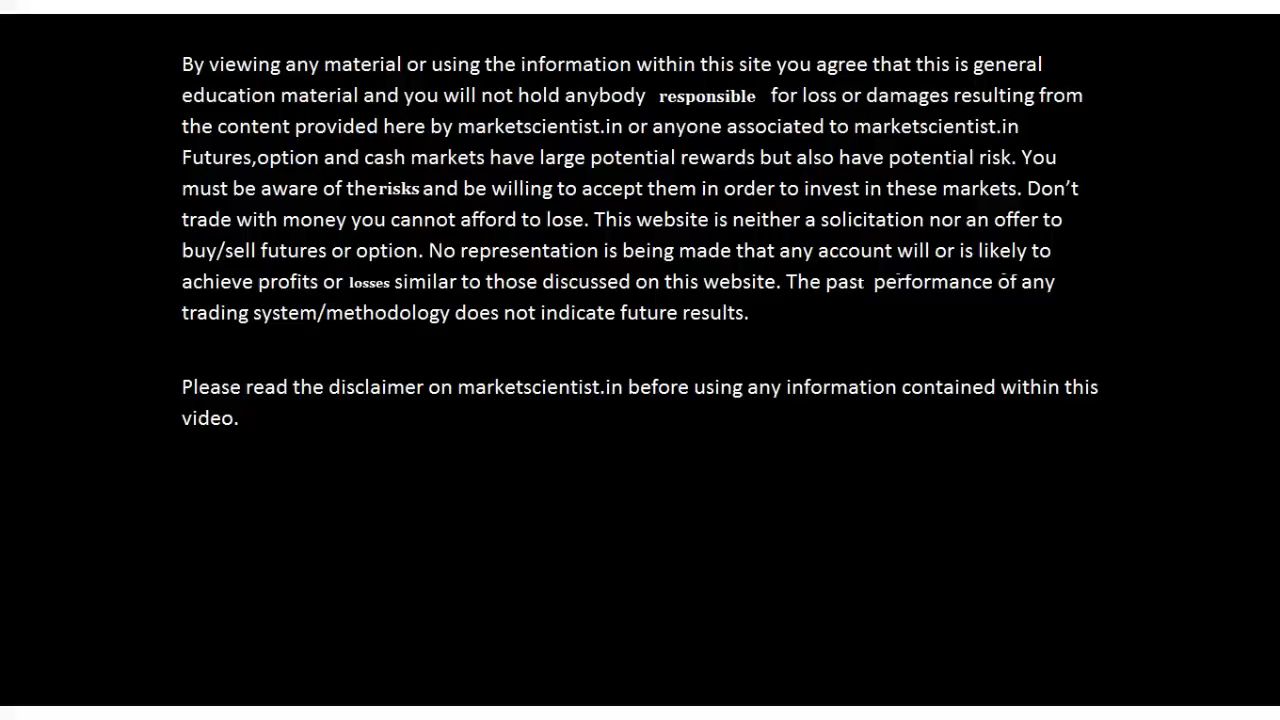 By viewing any material or using the information within this site you agree that this is general
education material and you will not hold anybody responsible for loss or damages resulting from
the content provided here by marketscientist.in or anyone associated to marketscientist.in
Futures,option and cash markets have large potential rewards but also have potential risk. You
must be aware of therisks and be willing to accept them in order to invest in these markets. Don’t
trade with money you cannot afford to lose. This website is neither a solicitation nor an offer to
buy/sell futures or option. No representation is being made that any account will or is likely to
achieve profits or losses similar to those discussed on this website. The past performance of any
trading system/methodology does not indicate future results.
Please read the disclaimer on marketscientist.in before using any information contained within this
video.